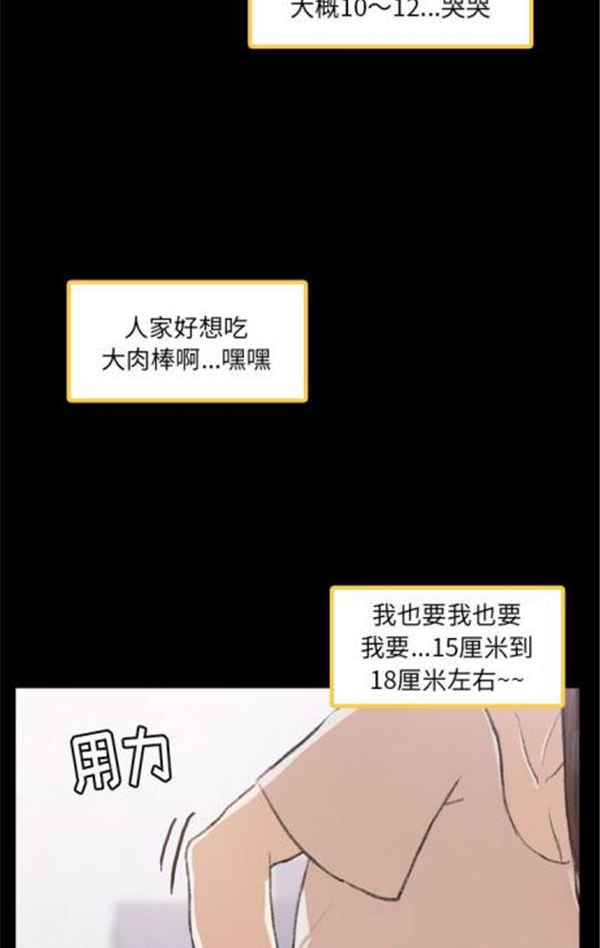 大概10～12...哭哭
人家好想吃
大肉棒啊...嘿嘿
我也要我也要
我要...15厘米到
18厘米左右~~
用力